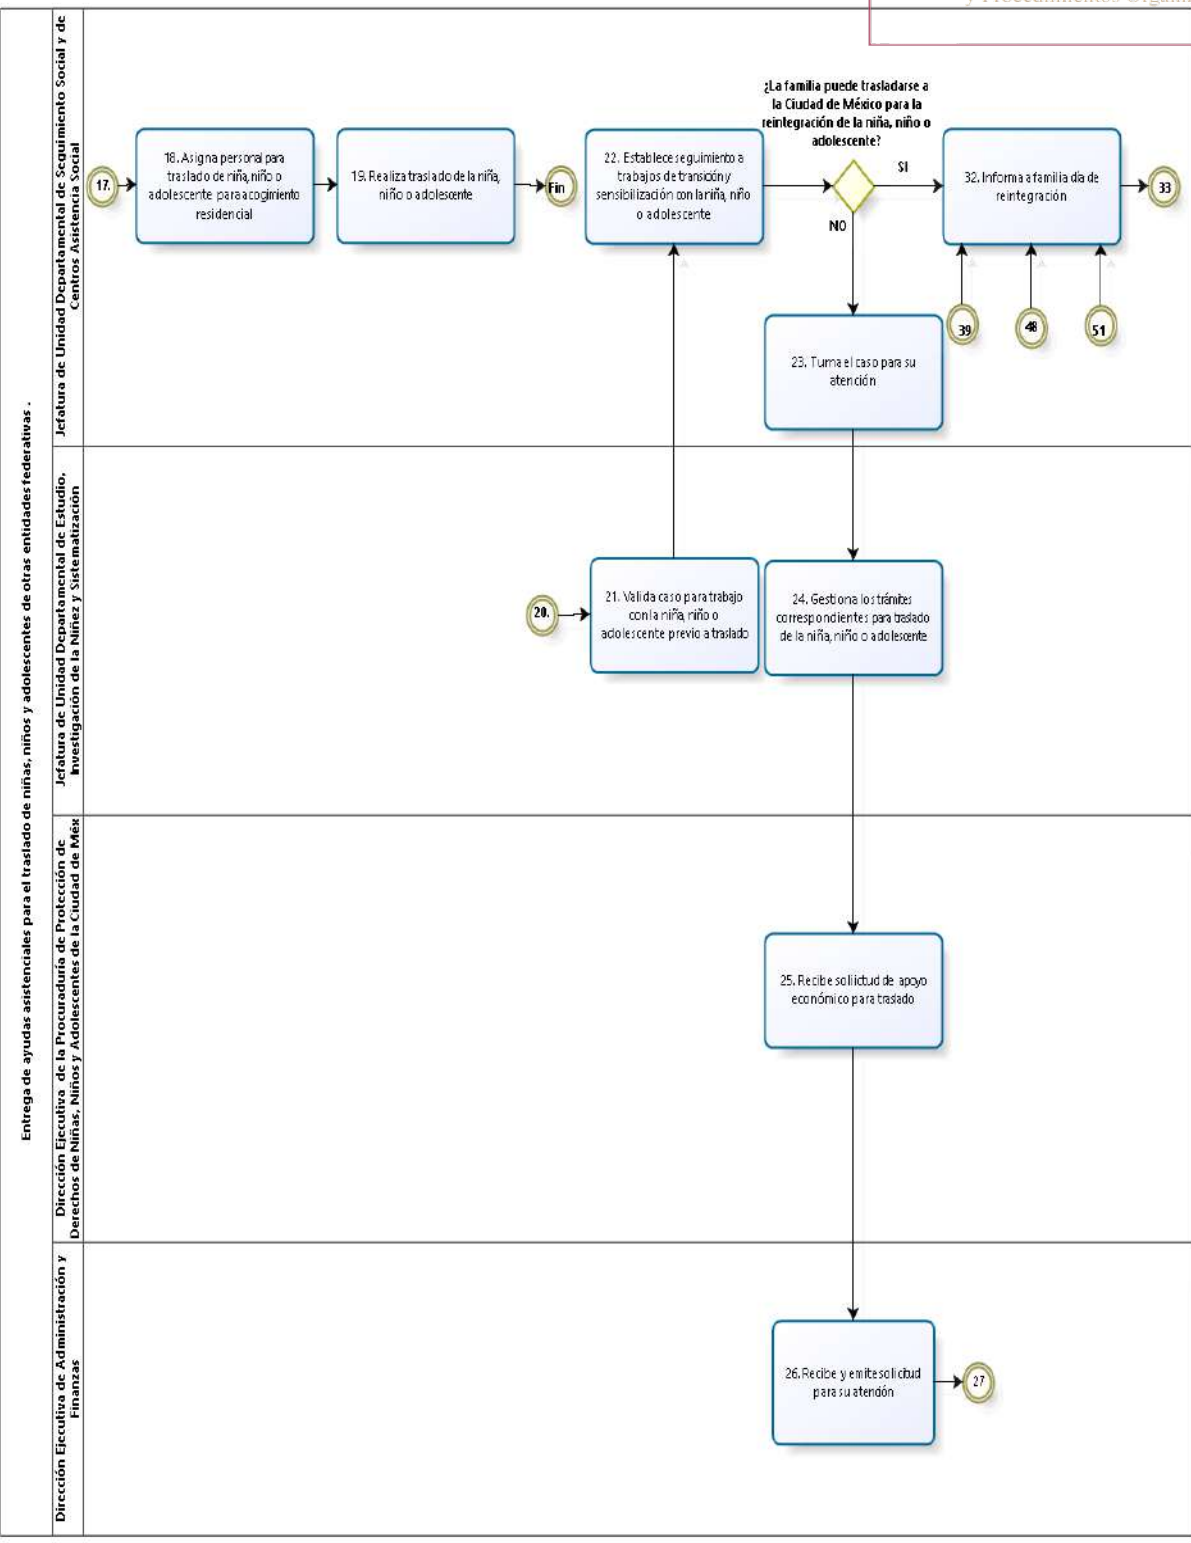 y Procedimientos Organi
Entrega de ayudas asistenciales para el traslado de niñas, niños y adolescentes de otras entidades federativas .
Jefatura de Unidad Departamental de Seguimiento Social y de
Centros Asistencia Social
17.
18. Asigna personal para
traslado de niña, niño o
adolescente para acogimiento
residencial
19. Realiza traslado de la niña,
niño o adolescente
Fin
22. Establece seguimiento a
trabajos de transición y
sensibilización con la niña, niño
o adolescente
¿La familia puede trasladarse a
la Ciudad de México para la
reintegración de la niña, niño o
adolescente?
SI
NO
32. Informa a familia día de
reintegración
33
39
48
51
23. Turna el caso para su
atención
Jefatura de Unidad Departamental de Estudio,
Investigación de la Niñez y Sistematización
20.
21. Valida caso para trabajo
con la niña, niño o
adolescente previo a traslado
24. Gestiona los trámites
correspondientes para traslado
de la niña, niño o adolescente
Dirección Ejecutiva de la Procuraduría de Protección de
Derechos de Niñas, Niños y Adolescentes de la Ciudad de Méx
25. Recibe soliictud de apoyo
económico para traslado
Dirección Ejecutiva de Administración y
Finanzas
26. Recibe y emite solicitud
para su atención
27